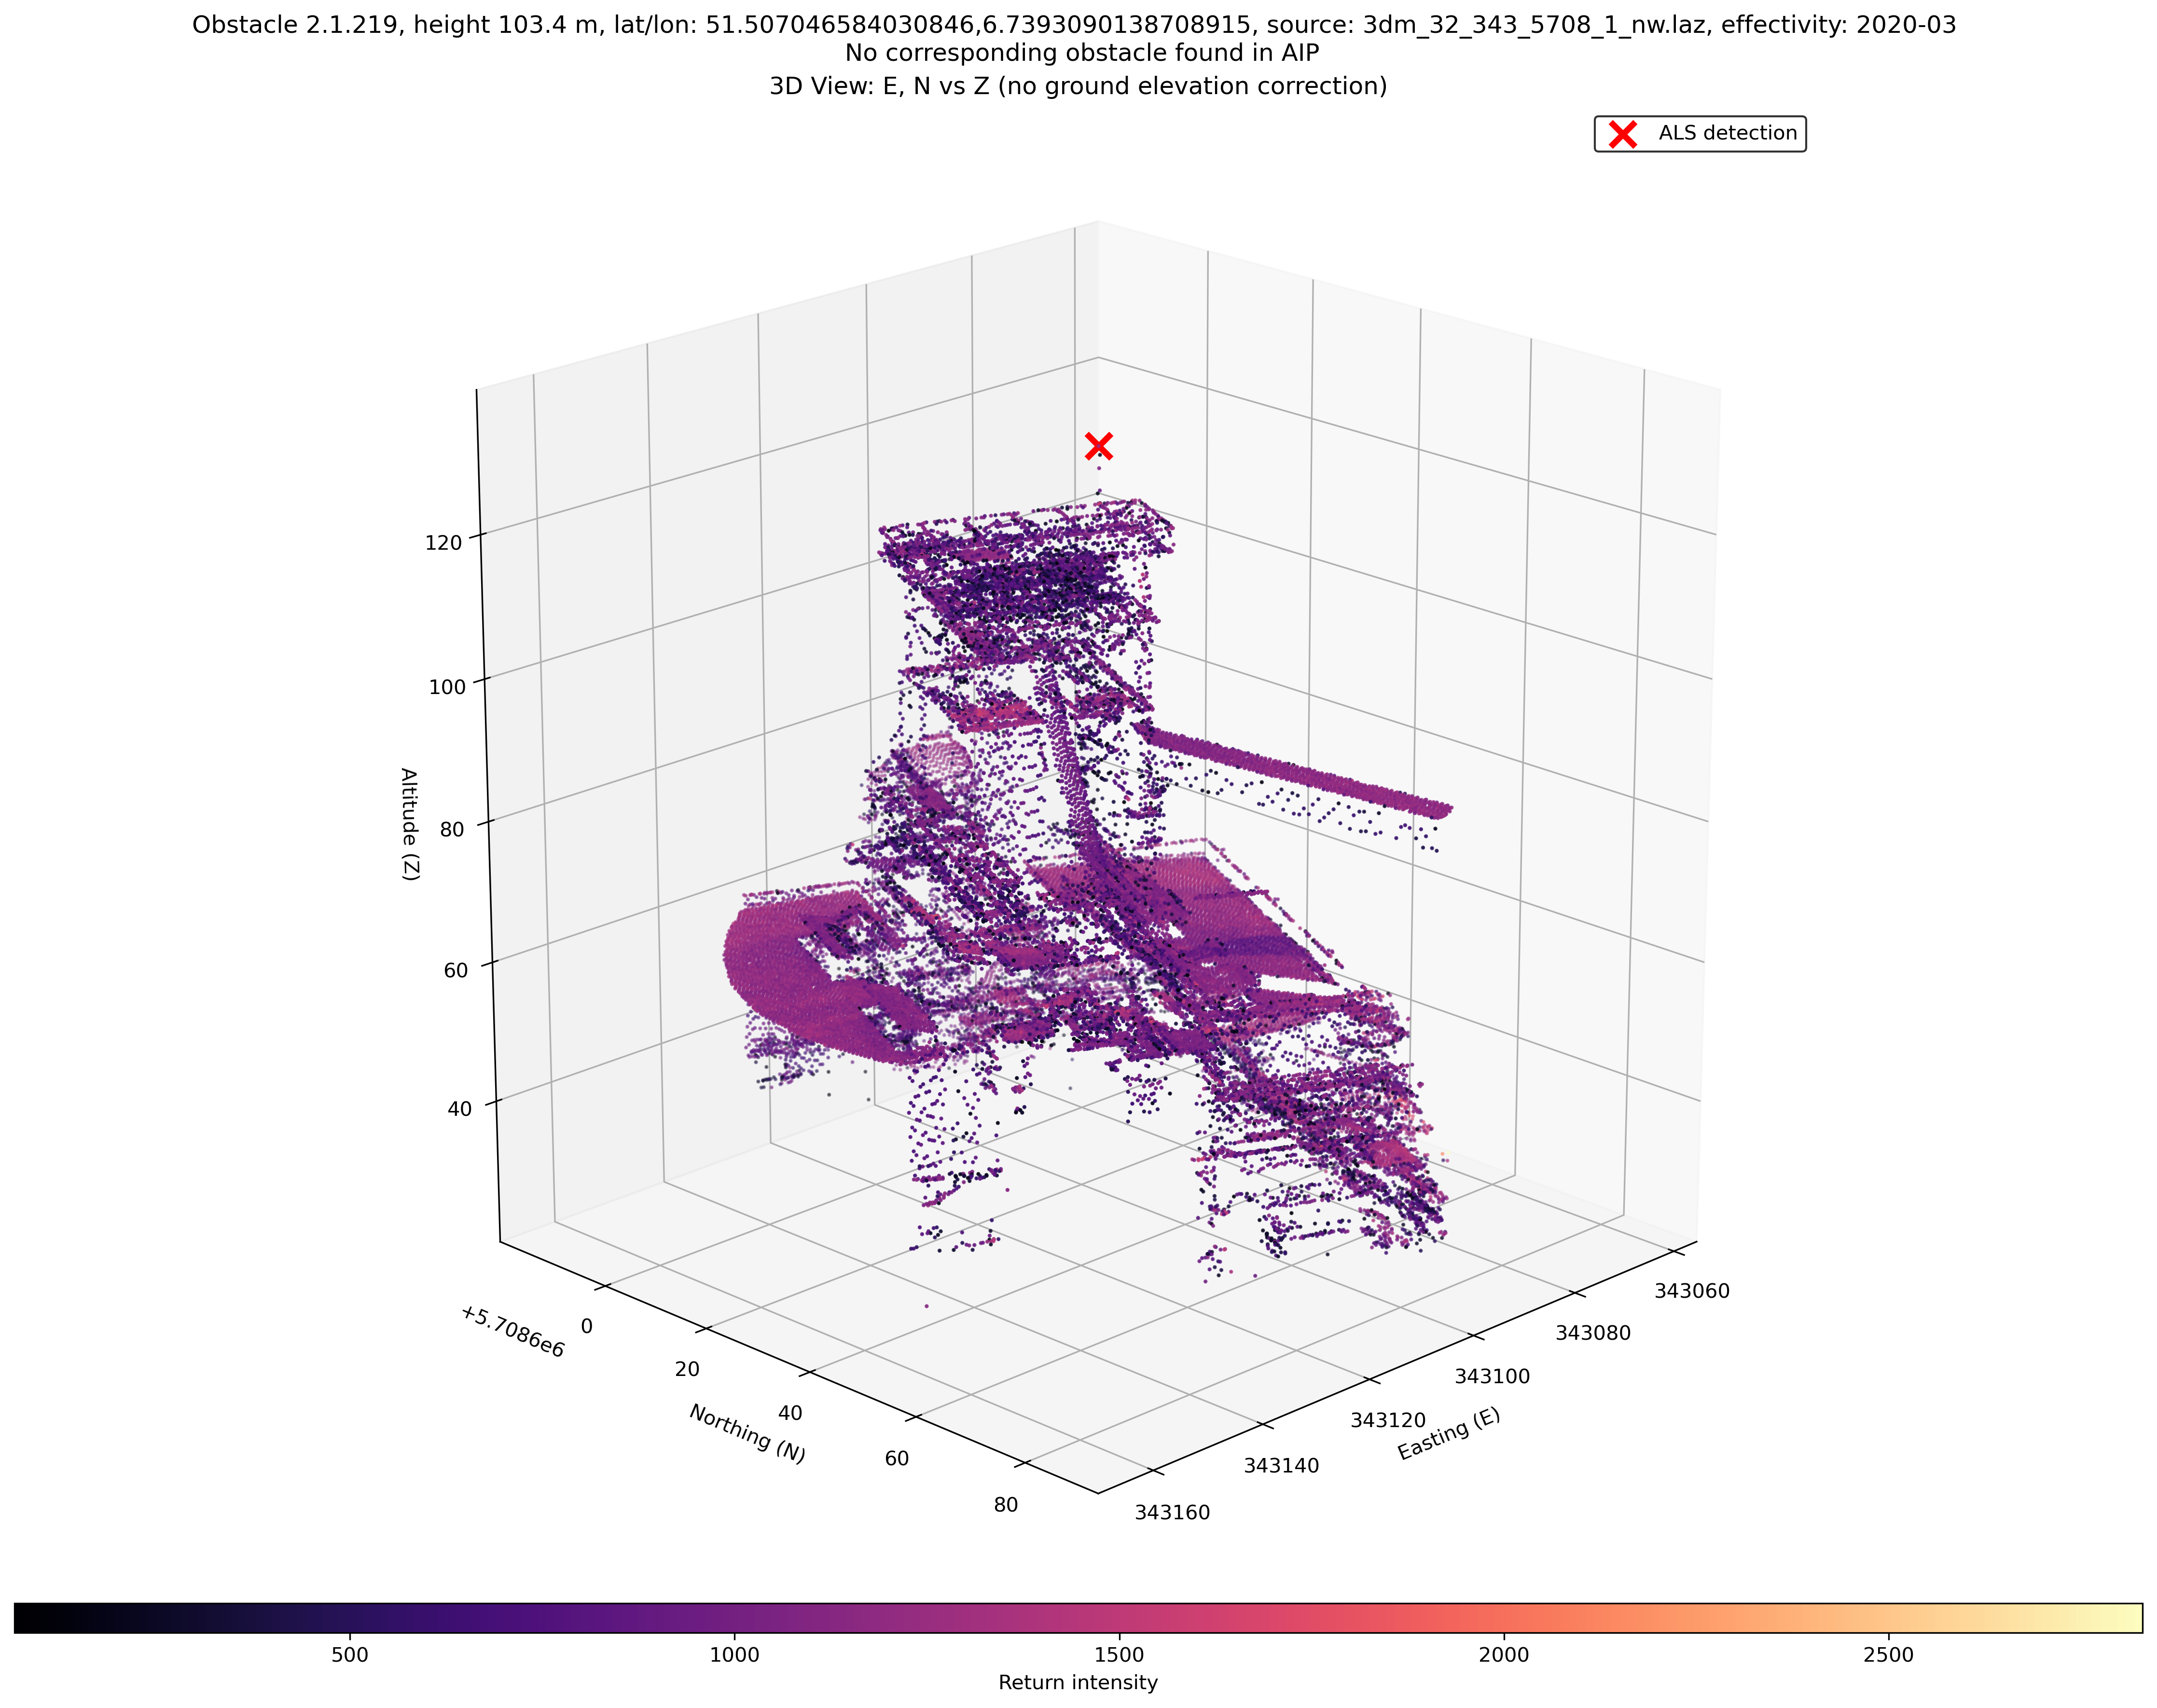 Obstacle 2.1.219, height 103.4 m, lat/lon: 51.507046584030846,6.7393090138708915, source: 3dm_32_343_5708_1_nw.laz, effectivity: 2020-03
No corresponding obstacle found in AIP
3D View: E, N vs Z (no ground elevation correction)
ALS detection
120
100
80
60
40
Altitude (Z)
+5.7086e6
0
20
40
60
80
Northing (N)
343060
343080
343100
343120
343140
343160
Easting (E)
500
1000
1500
2000
2500
Return intensity